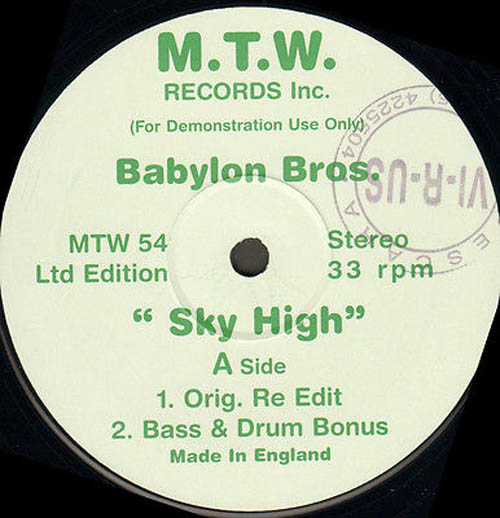 M.T.W.
RECORDS Inc.
(For Demonstration Use Only)
Babylon Bros.
MTW 54
Ltd Edition
Stereo
33 rpm
“ Sky High”
A Side
1. Orig. Re Edit
2. Bass & Drum Bonus
Made In England
VI-R-US
4225504